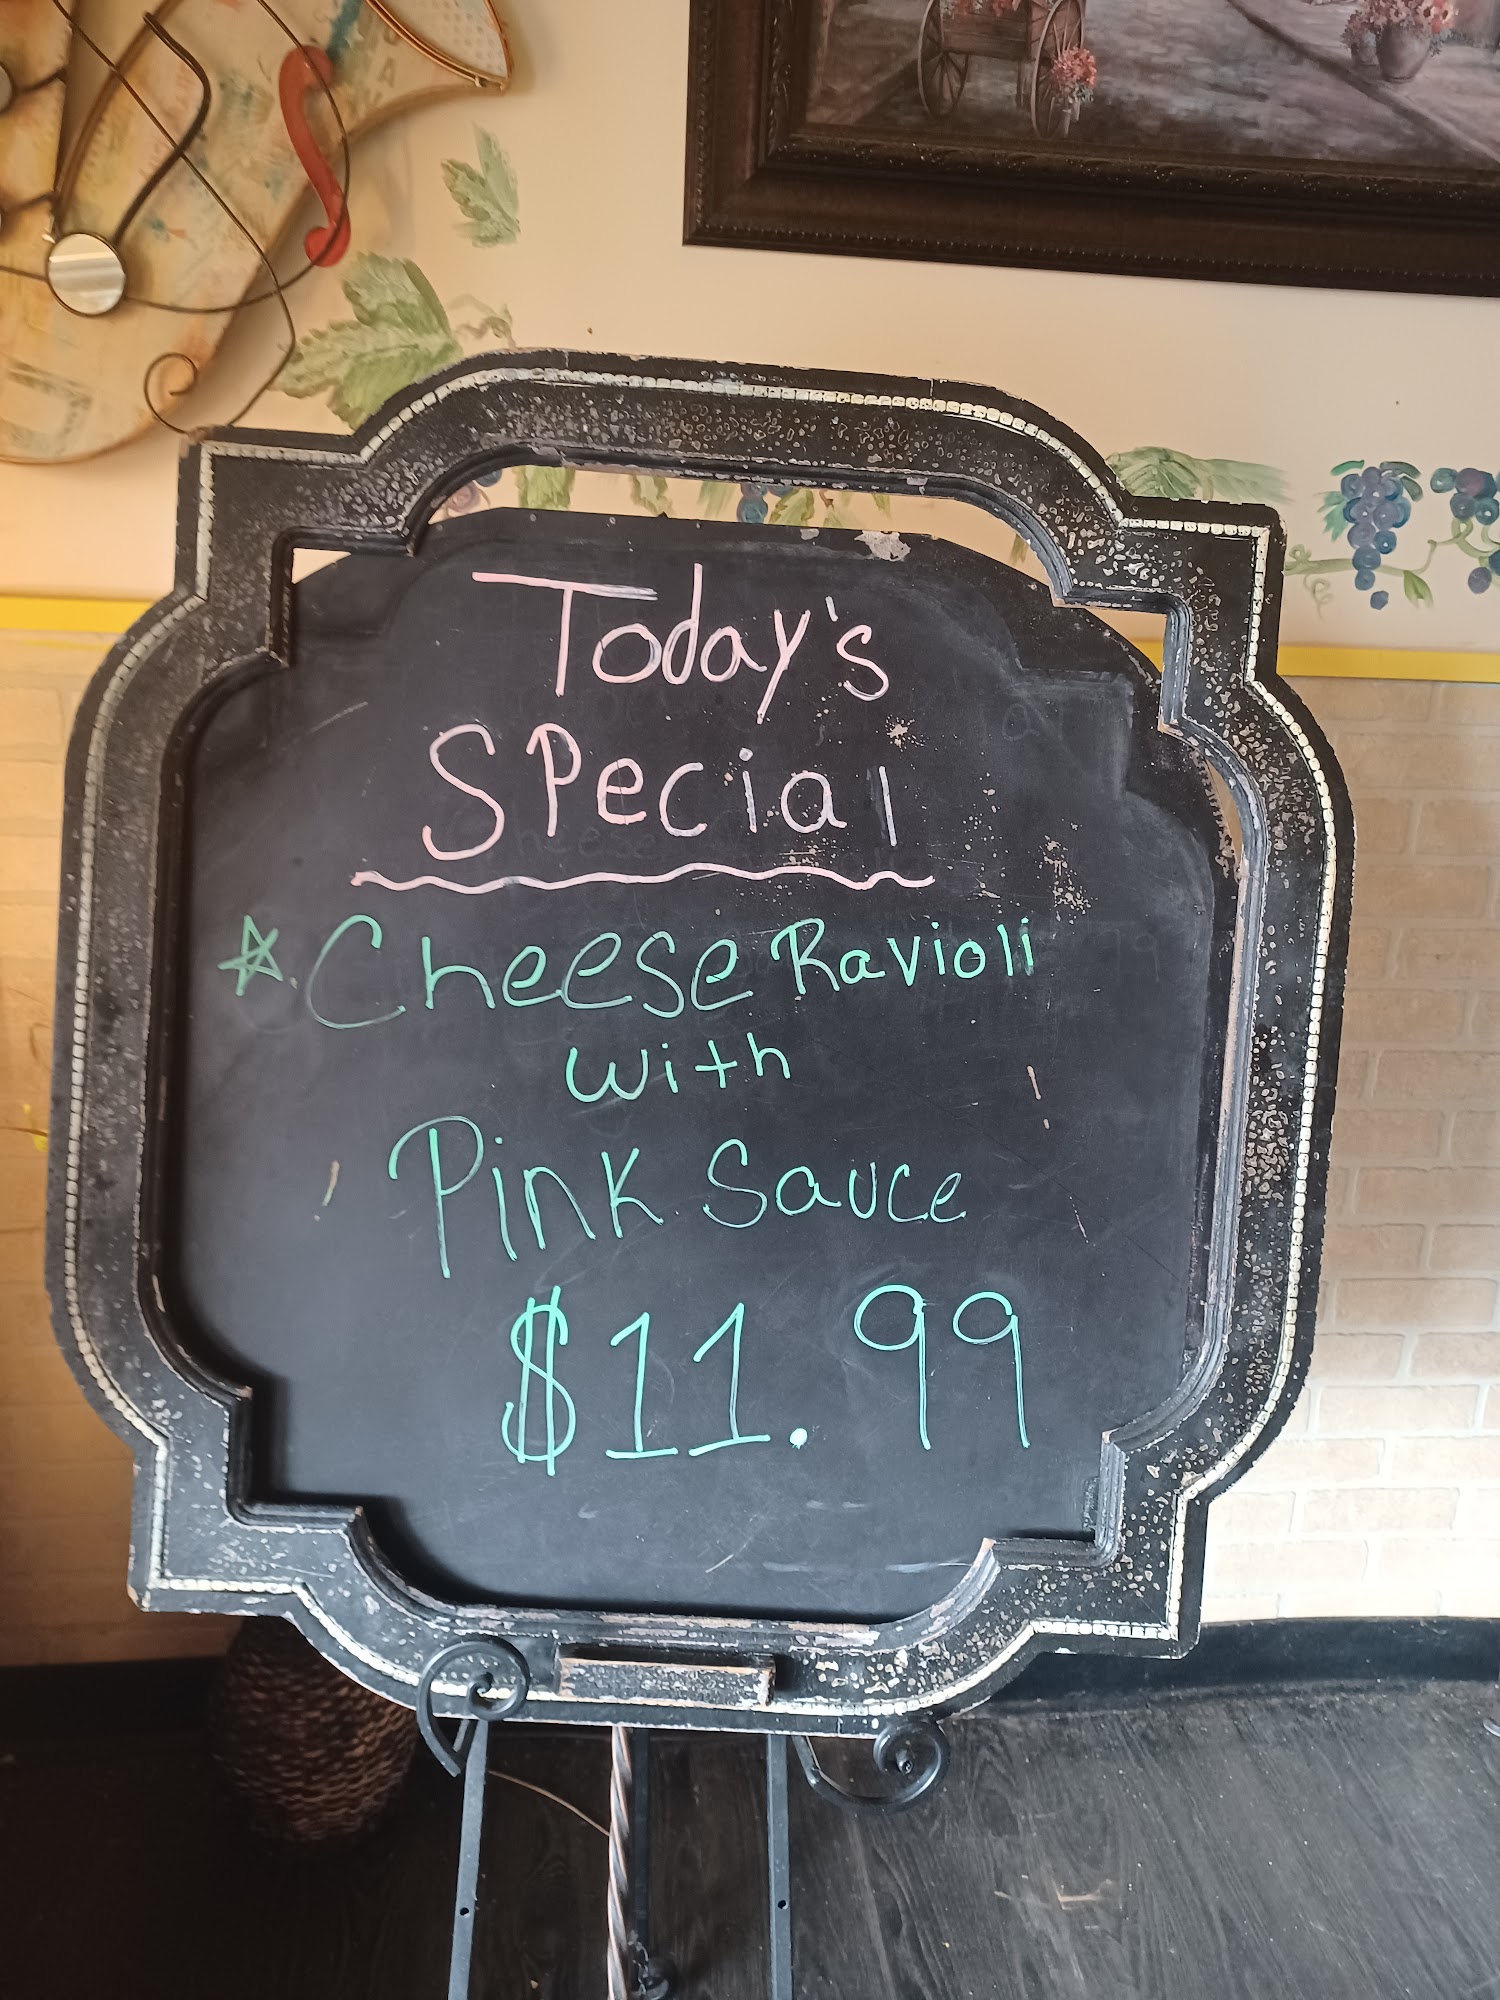 Today's
Special
Cheese Ravioli
with
Pink Sauce
$11.99